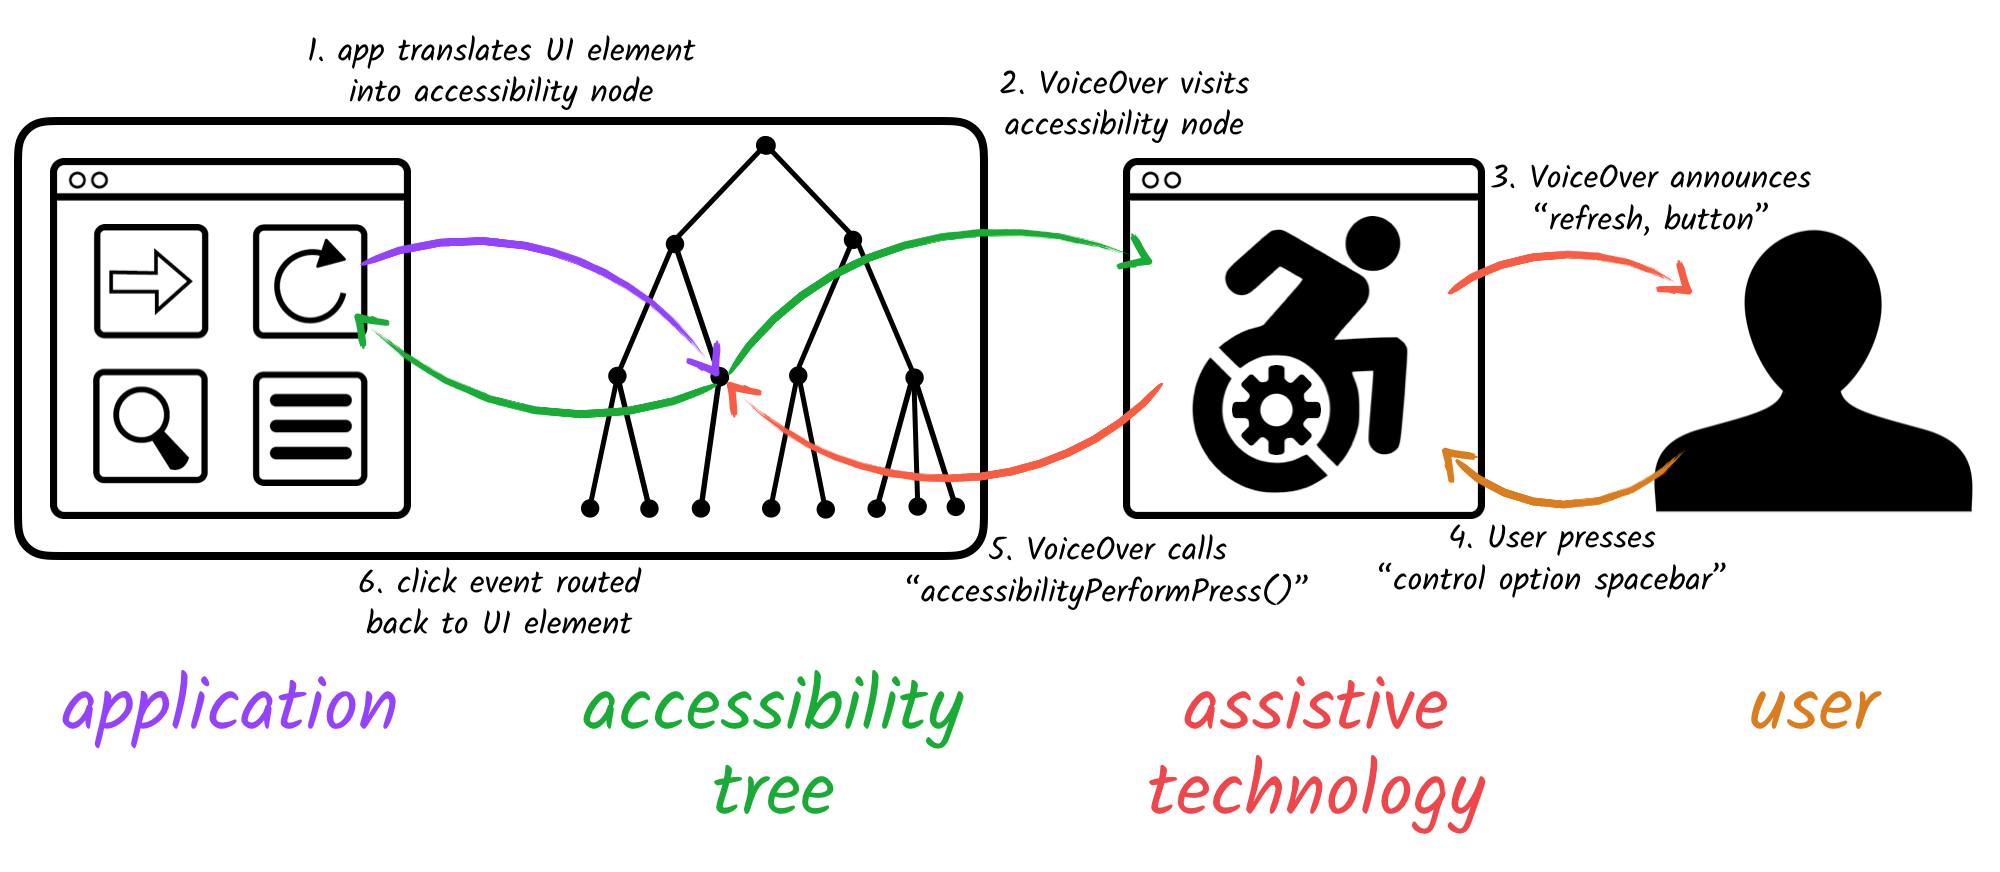 1. app translates UI element
into accessibility node
2. VoiceOver visits
accessibility node
3. VoiceOver announces
“refresh, button”
4. User presses
“control option spacebar”
5. VoiceOver calls
“accessibilityPerformPress()”
6. click event routed
back to UI element
application
accessibility
tree
assistive
technology
user